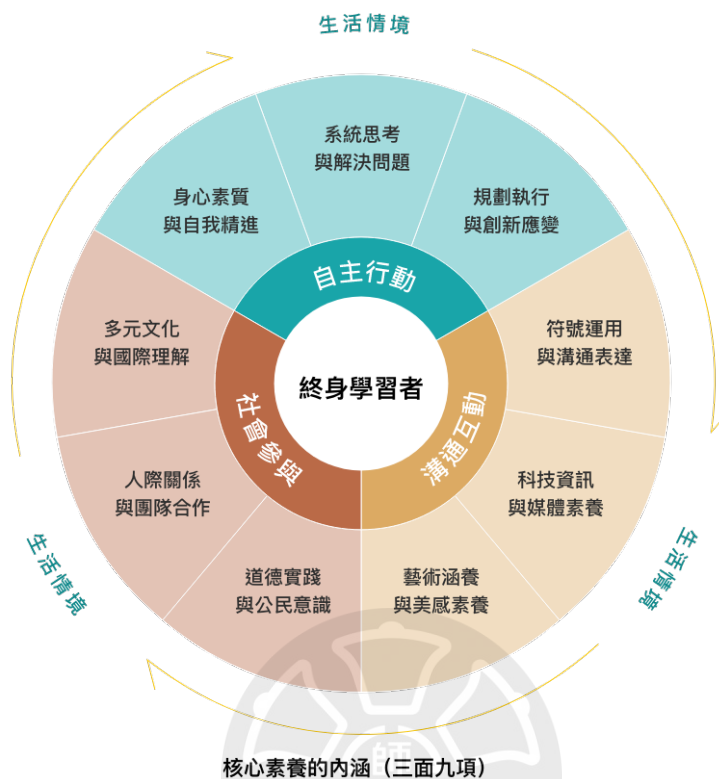 生活情境
系統思考
與解決問題
身心素質
與自我精進
規劃執行
與創新應變
自主行動
多元文化
與國際理解
符號運用
與溝通表達
終身學習者
社會參與
溝通互動
人際關係
與團隊合作
科技資訊
與媒體素養
生活情境
生活情境
道德實踐
與公民意識
藝術涵養
與美感素養
師
核心素養的內涵（三面九項）